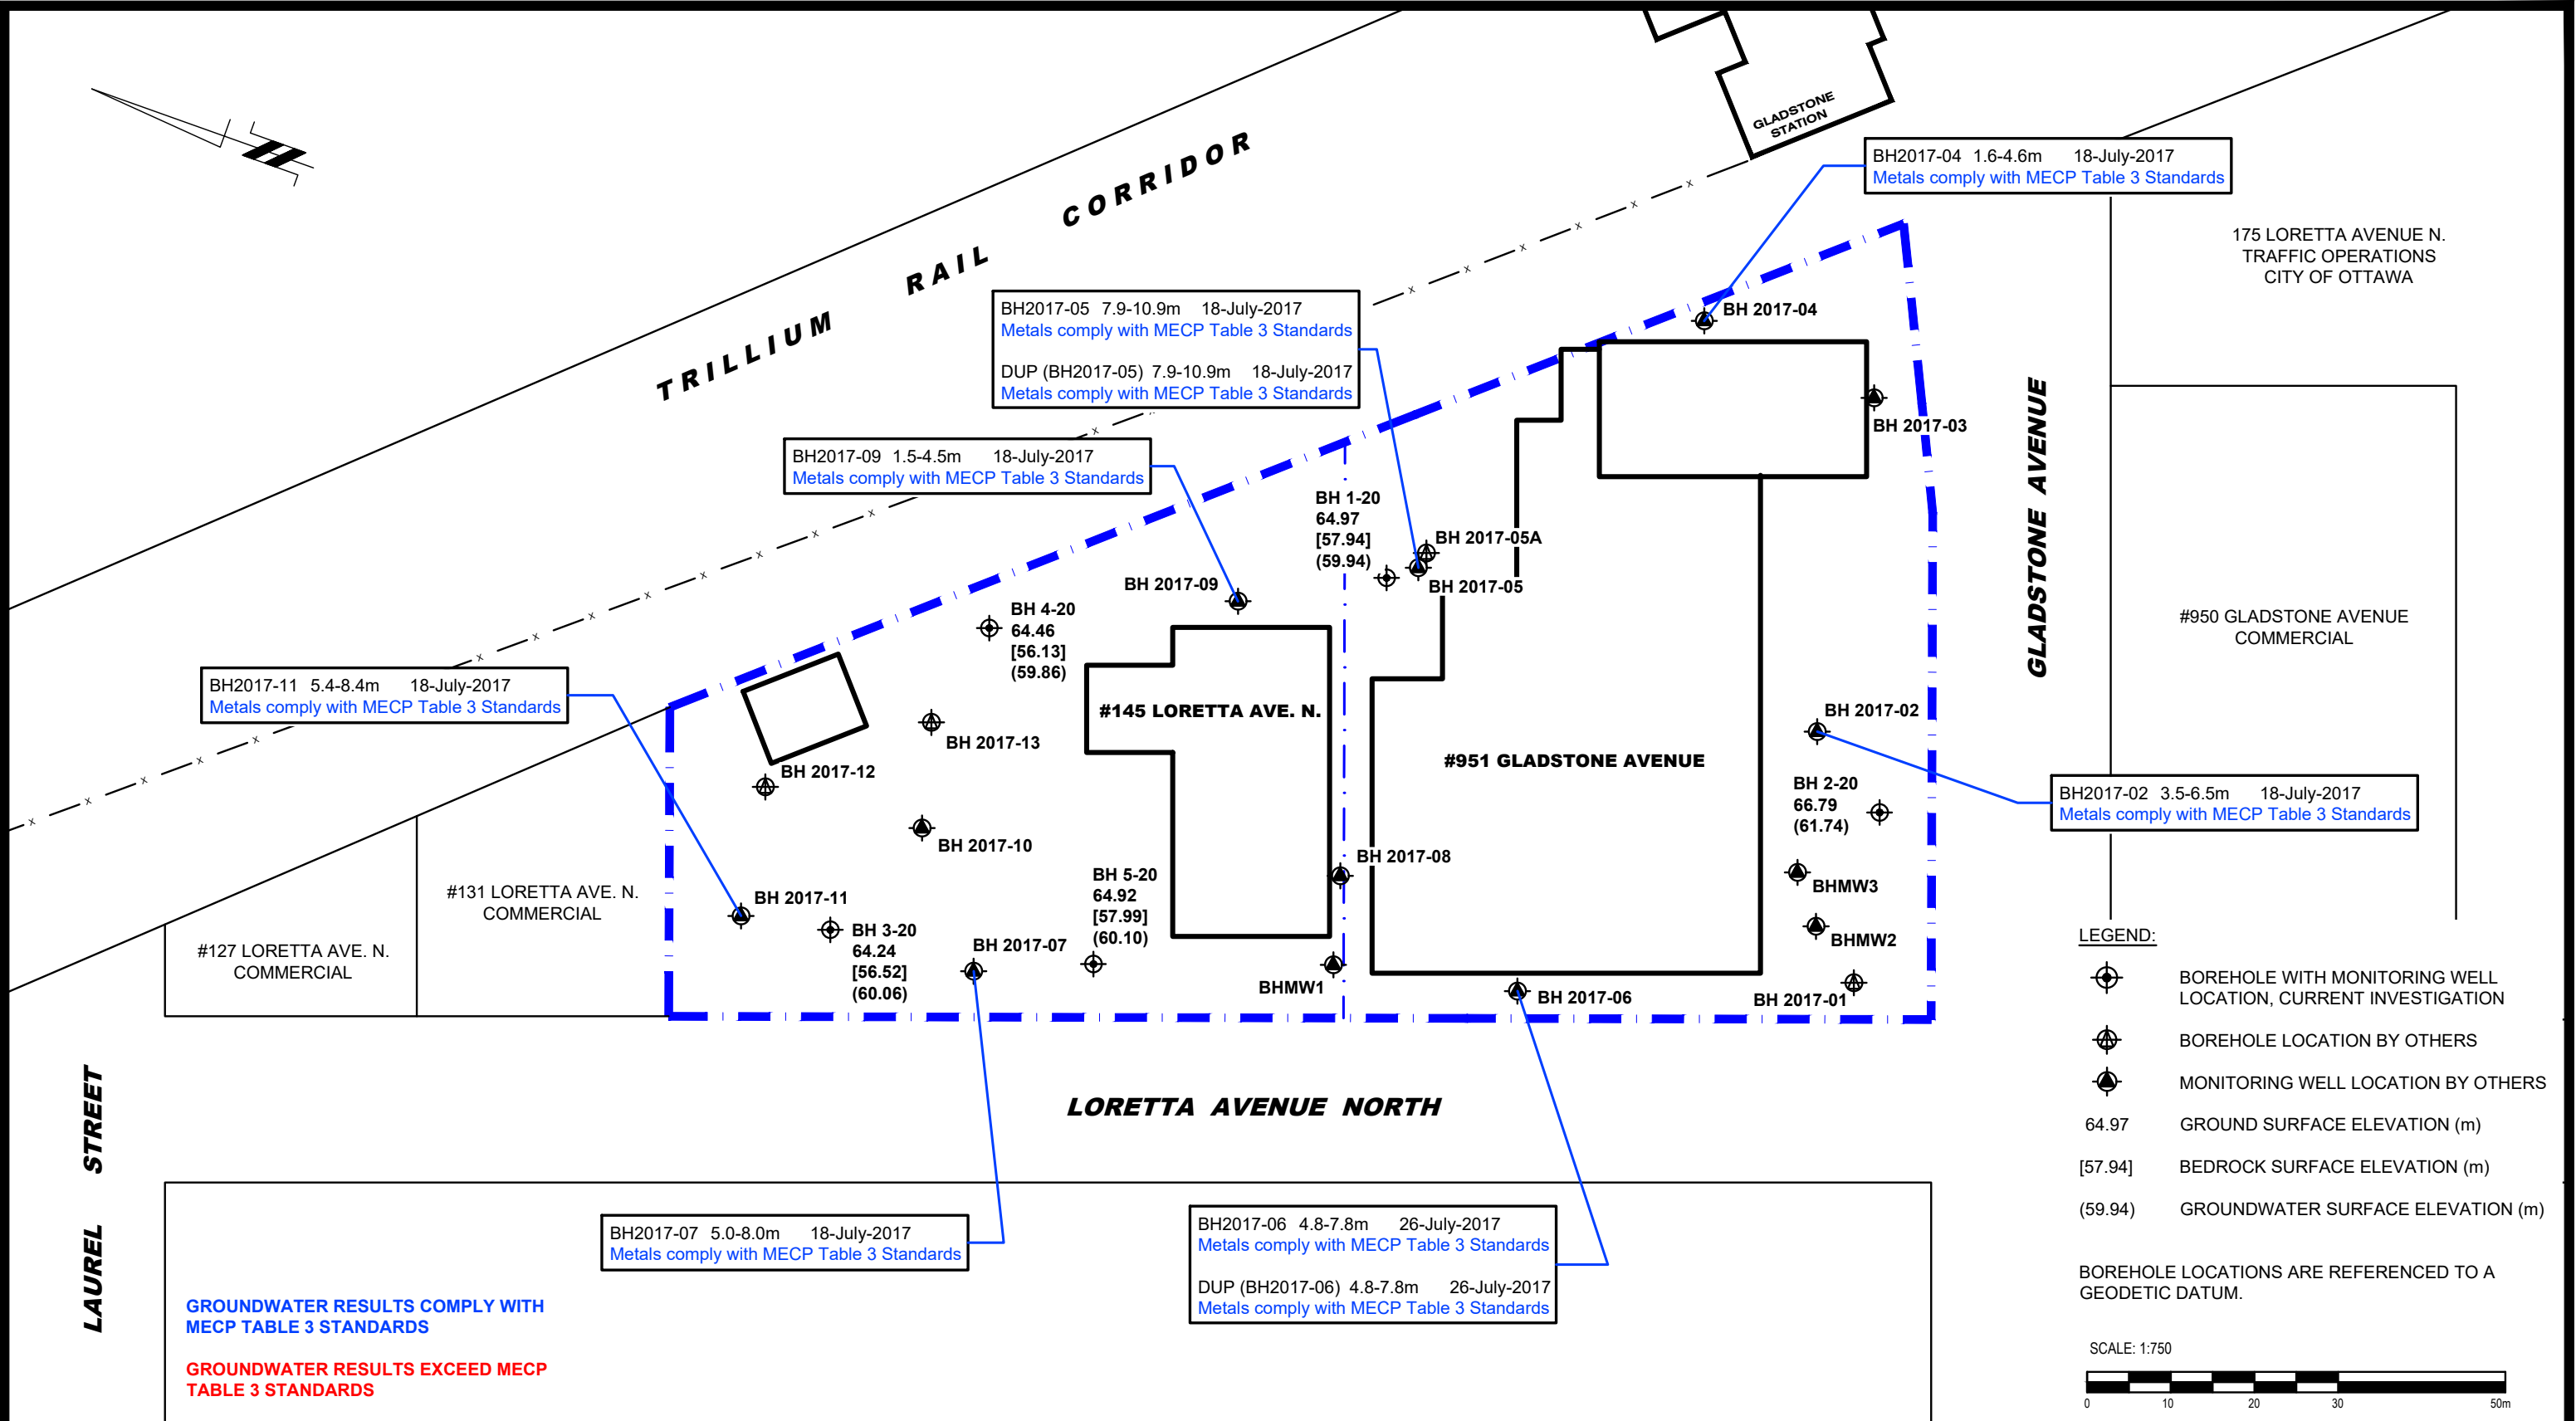 GLADSTONE
STATION
TRILLIUM RAIL CORRIDOR
BH2017-04 1.6-4.6m 18-July-2017
Metals comply with MECP Table 3 Standards
175 LORETTA AVENUE N.
TRAFFIC OPERATIONS
CITY OF OTTAWA
BH2017-05 7.9-10.9m 18-July-2017
Metals comply with MECP Table 3 Standards
DUP (BH2017-05) 7.9-10.9m 18-July-2017
Metals comply with MECP Table 3 Standards
BH 2017-04
BH 2017-03
GLADSTONE AVENUE
BH2017-09 1.5-4.5m 18-July-2017
Metals comply with MECP Table 3 Standards
BH 1-20
64.97
[57.94]
(59.94)
BH 2017-05A
BH 2017-05
BH 2017-09
BH 4-20
64.46
[56.13]
(59.86)
#950 GLADSTONE AVENUE
COMMERCIAL
BH2017-11 5.4-8.4m 18-July-2017
Metals comply with MECP Table 3 Standards
#145 LORETTA AVE. N.
BH 2017-13
BH 2017-12
#951 GLADSTONE AVENUE
BH 2017-02
BH 2-20
66.79
(61.74)
BH2017-02 3.5-6.5m 18-July-2017
Metals comply with MECP Table 3 Standards
BH 2017-10
BH 2017-08
BH 5-20
64.92
[57.99]
(60.10)
BHMW3
#131 LORETTA AVE. N.
COMMERCIAL
BH 2017-11
BH 3-20
64.24
[56.52]
(60.06)
BH 2017-07
#127 LORETTA AVE. N.
COMMERCIAL
BHMW2
BHMW1
BH 2017-06
BH 2017-01
LEGEND:
BOREHOLE WITH MONITORING WELL
LOCATION, CURRENT INVESTIGATION
BOREHOLE LOCATION BY OTHERS
MONITORING WELL LOCATION BY OTHERS
64.97 GROUND SURFACE ELEVATION (m)
[57.94] BEDROCK SURFACE ELEVATION (m)
(59.94) GROUNDWATER SURFACE ELEVATION (m)
BOREHOLE LOCATIONS ARE REFERENCED TO A
GEODETIC DATUM.
SCALE: 1:750
0 10 20 30 50m
LORETTA AVENUE NORTH
LAUREL STREET
BH2017-07 5.0-8.0m 18-July-2017
Metals comply with MECP Table 3 Standards
BH2017-06 4.8-7.8m 26-July-2017
Metals comply with MECP Table 3 Standards
DUP (BH2017-06) 4.8-7.8m 26-July-2017
Metals comply with MECP Table 3 Standards
GROUNDWATER RESULTS COMPLY WITH
MECP TABLE 3 STANDARDS
GROUNDWATER RESULTS EXCEED MECP
TABLE 3 STANDARDS